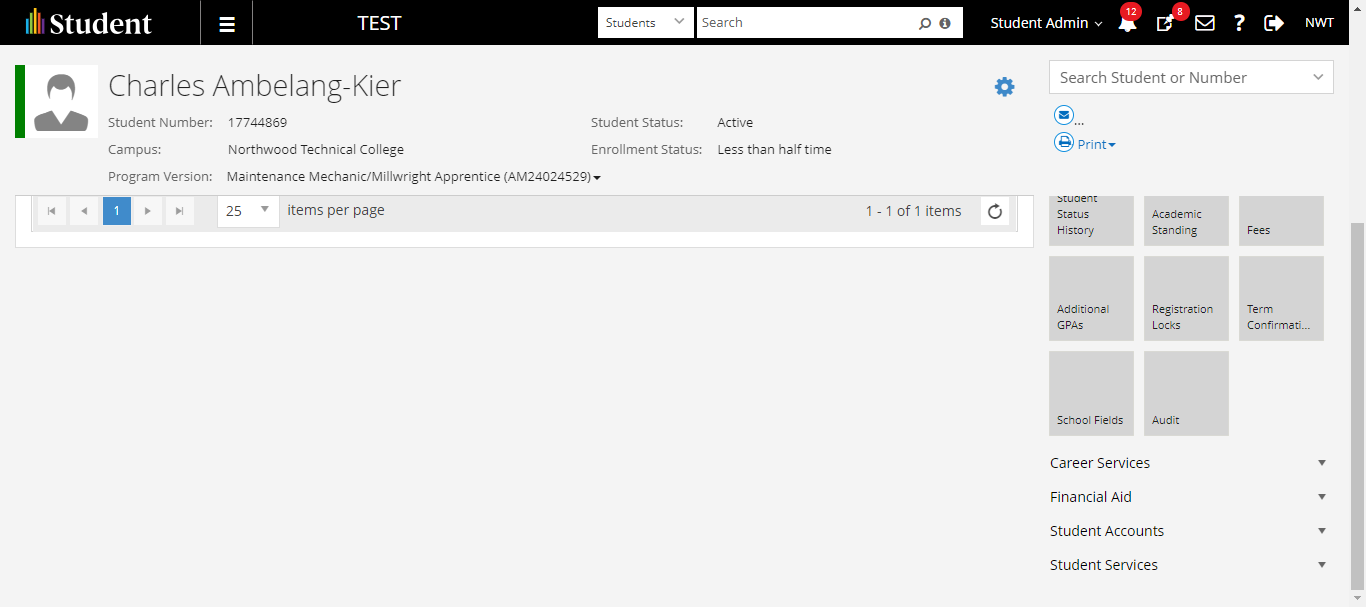 Student
TEST
Students
Search
Student Admin
12
8
?
NWT
Charles Ambelang-Kier
Student Number: 17744869
Student Status: Active
Campus: Northwood Technical College
Enrollment Status: Less than half time
Program Version: Maintenance Mechanic/Millwright Apprentice (AM24024529)
Search Student or Number
...
Print
1
25
items per page
1 - 1 of 1 items
Student
Status
History
Academic
Standing
Fees
Additional
GPAs
Registration
Locks
Term
Confirmati...
School Fields
Audit
Career Services
Financial Aid
Student Accounts
Student Services